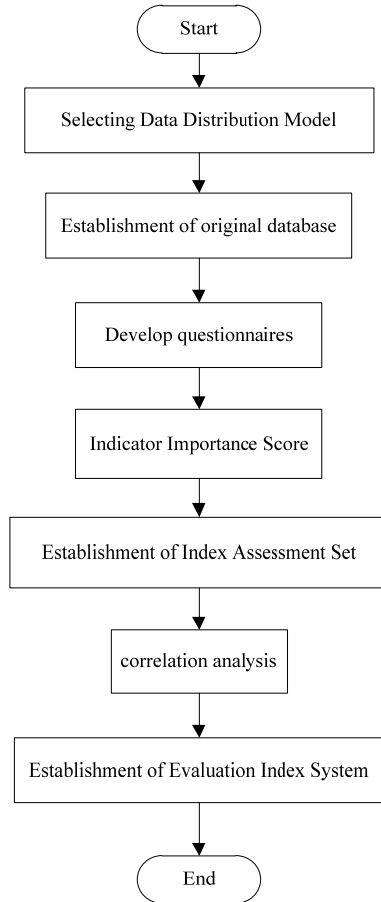 Start
Selecting Data Distribution Model
Establishment of original database
Develop questionnaires
Indicator Importance Score
Establishment of Index Assessment Set
correlation analysis
Establishment of Evaluation Index System
End